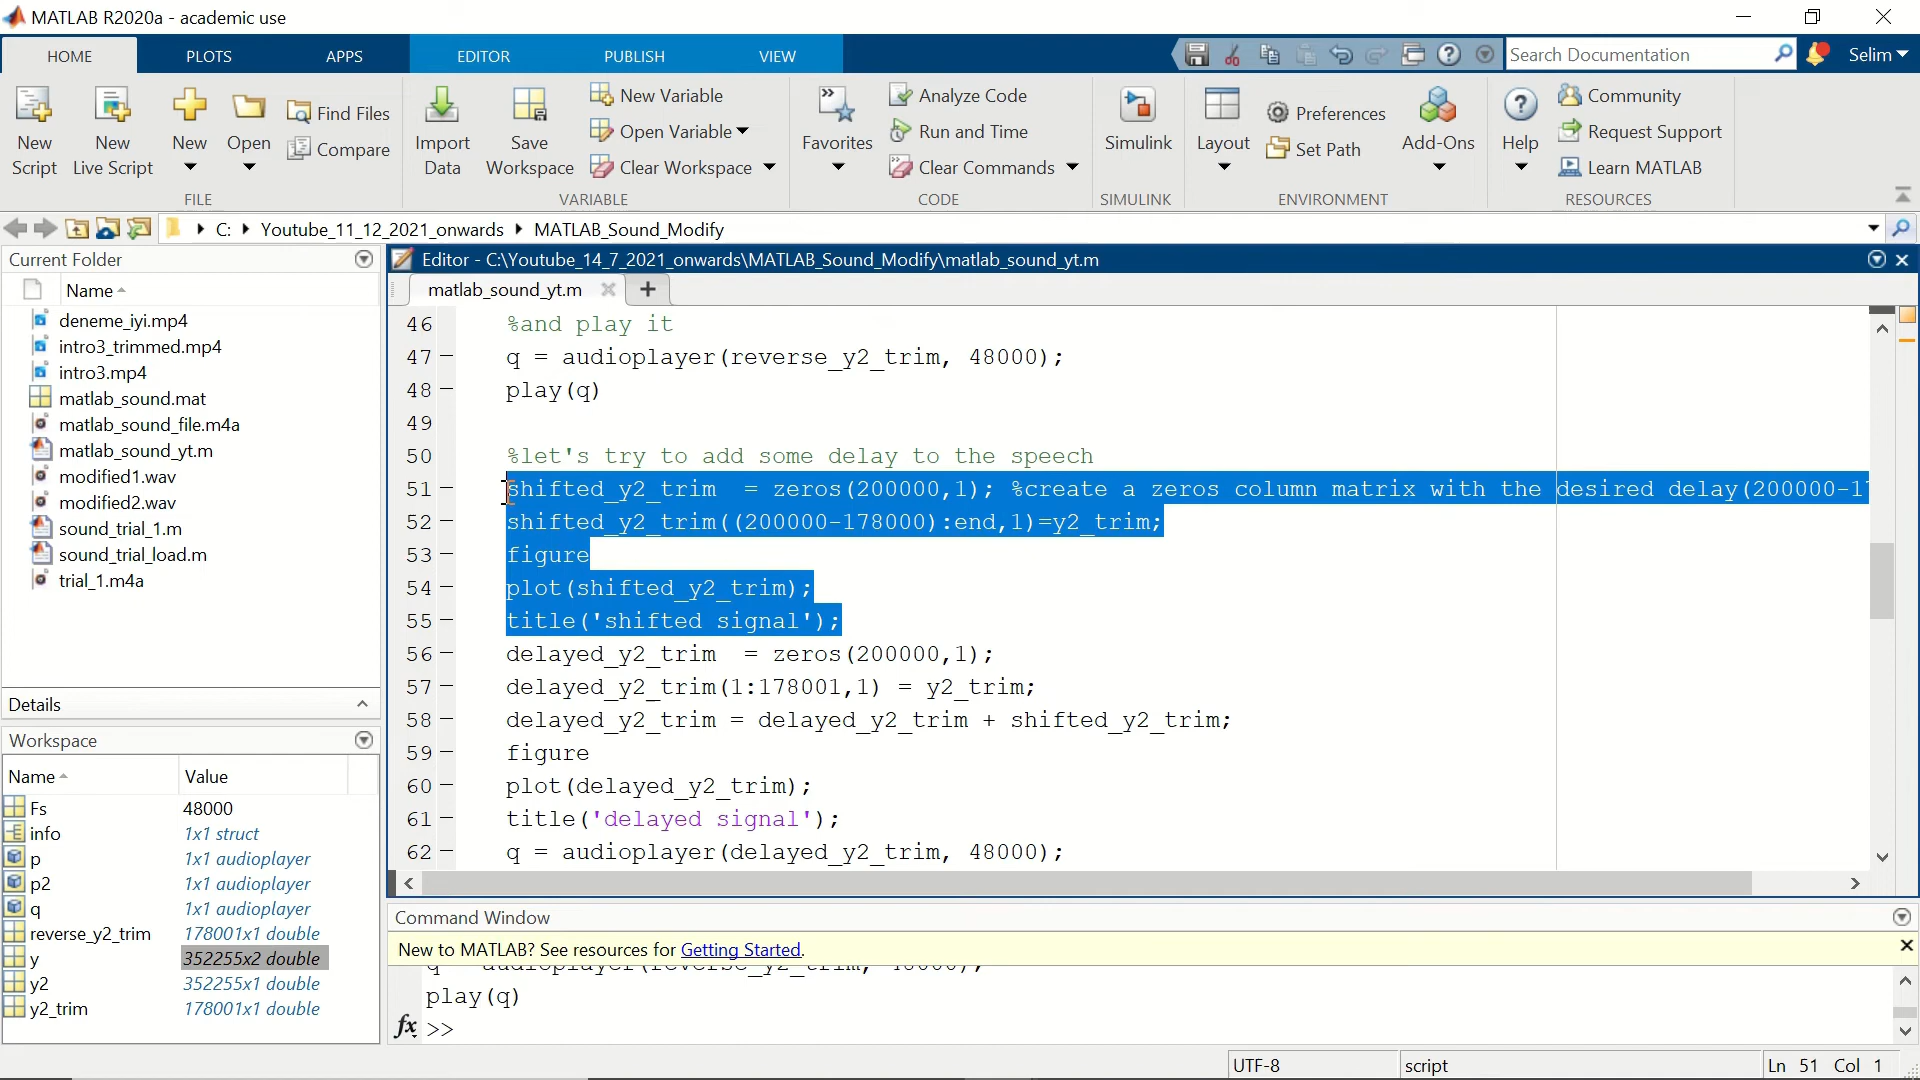 MATLAB R2020a - academic use
HOME PLOTS APPS EDITOR PUBLISH VIEW Search Documentation Selim
New Script
New Live Script
New
Open
Find Files
Compare
FILE
Import Data
Save Workspace
New Variable
Open Variable
Clear Workspace
VARIABLE
Favorites
Analyze Code
Run and Time
Clear Commands
CODE
Simulink
SIMULINK
Layout
Preferences
Set Path
Add-Ons
ENVIRONMENT
Help
Community
Request Support
Learn MATLAB
RESOURCES
C: Youtube_11_12_2021_onwards MATLAB_Sound_Modify
Current Folder
Name
deneme_iyi.mp4
intro3_trimmed.mp4
intro3.mp4
matlab_sound.mat
matlab_sound_file.m4a
matlab_sound_yt.m
modified1.wav
modified2.wav
sound_trial_1.m
sound_trial_load.m
trial_1.m4a
Details
Workspace
Name Value
Fs 48000
info 1x1 struct
p 1x1 audioplayer
p2 1x1 audioplayer
q 1x1 audioplayer
reverse_y2_trim 178001x1 double
y 352255x2 double
y2 352255x1 double
y2_trim 178001x1 double
Editor - C:\Youtube_14_7_2021_onwards\MATLAB_Sound_Modify\matlab_sound_yt.m
matlab_sound_yt.m
46 %and play it
47 - q = audioplayer(reverse_y2_trim, 48000);
48 - play(q)
49
50 %let's try to add some delay to the speech
51 - shifted_y2_trim = zeros(200000,1); %create a zeros column matrix with the desired delay(200000-1
52 - shifted_y2_trim((200000-178000):end,1)=y2_trim;
53 - figure
54 - plot(shifted_y2_trim);
55 - title('shifted signal');
56 - delayed_y2_trim = zeros(200000,1);
57 - delayed_y2_trim(1:178001,1) = y2_trim;
58 - delayed_y2_trim = delayed_y2_trim + shifted_y2_trim;
59 - figure
60 - plot(delayed_y2_trim);
61 - title('delayed signal');
62 - q = audioplayer(delayed_y2_trim, 48000);
Command Window
New to MATLAB? See resources for Getting Started.
q = audioplayer(reverse_y2_trim, 48000);
play(q)
fx >>
UTF-8 script Ln 51 Col 1